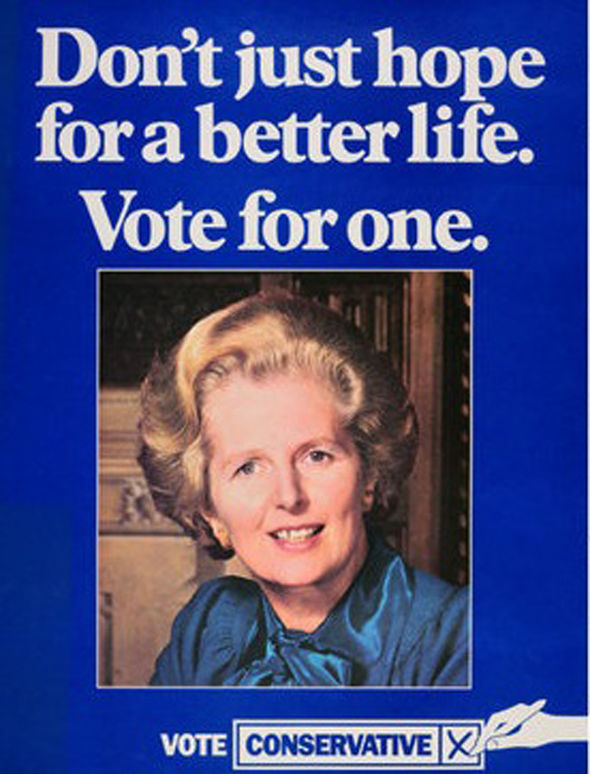 Don't just hope
for a better life.
Vote for one.
VOTE CONSERVATIVE X